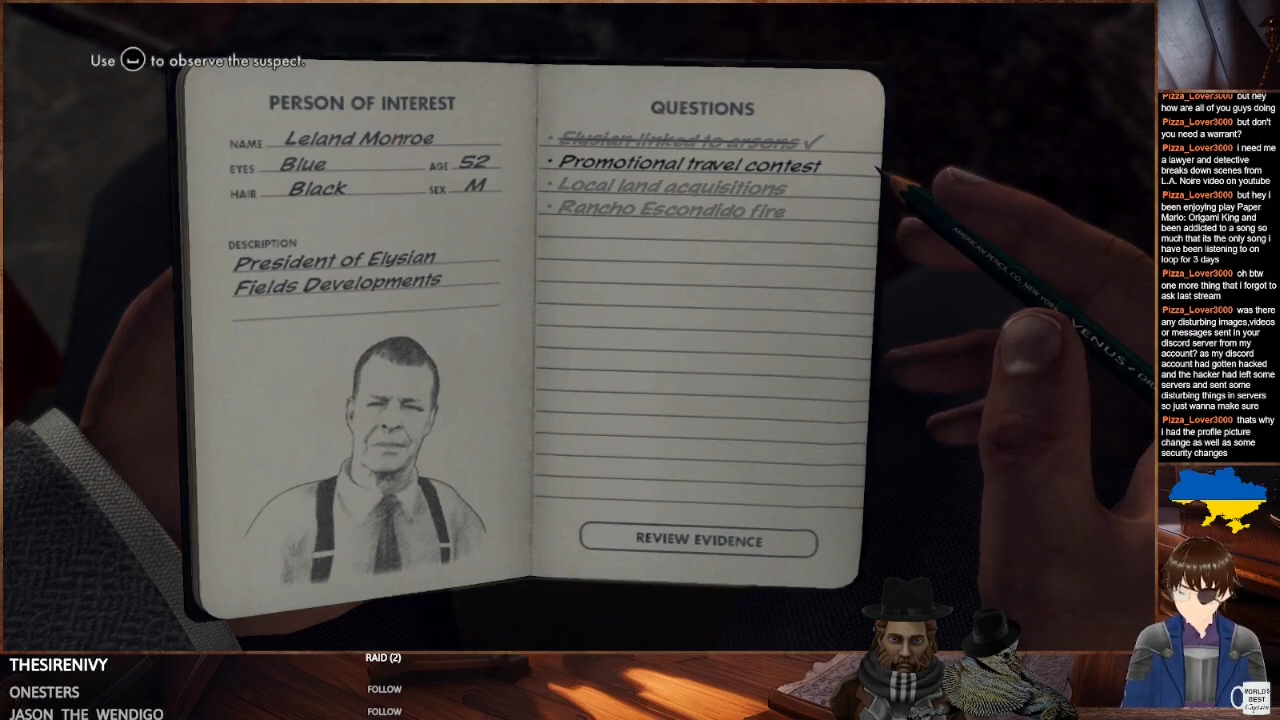 Use to observe the suspect.
PERSON OF INTEREST
NAME Leland Monroe
EYES Blue AGE 52
HAIR Black SEX M
DESCRIPTION
President of Elysian
Fields Developments
QUESTIONS
• Elysian linked to arsons ✓
• Promotional travel contest
• Local land acquisitions
• Rancho Escondido fire
REVIEW EVIDENCE
AMERICAN PENCIL CO. NEW YORK
VENUS
Pizza_Lover3000 but hey
how are all of you guys doing
Pizza_Lover3000 but don't
you need a warrant?
Pizza_Lover3000 I need me
a lawyer and detective
breaks down scenes from
L.A. Noire video on youtube
Pizza_Lover3000 but hey i
been enjoying play Paper
Mario: Origami King and
been addicted to a song so
much that its the only song i
have been listening to on
loop for 3 days
Pizza_Lover3000 oh btw
one more thing that i forgot to
ask last stream
Pizza_Lover3000 was there
any disturbing images,videos
or messages sent in your
discord server from my
account? as my discord
account had gotten hacked
and the hacker had left some
servers and sent some
disturbing things in servers
so just wanna make sure
Pizza_Lover3000 thats why
I had the profile picture
change as well as some
security changes
WORLD'S
BEST
Captain
THESIRENIVY RAID (2)
ONESTERS FOLLOW
JASON_THE_WENDIGO FOLLOW